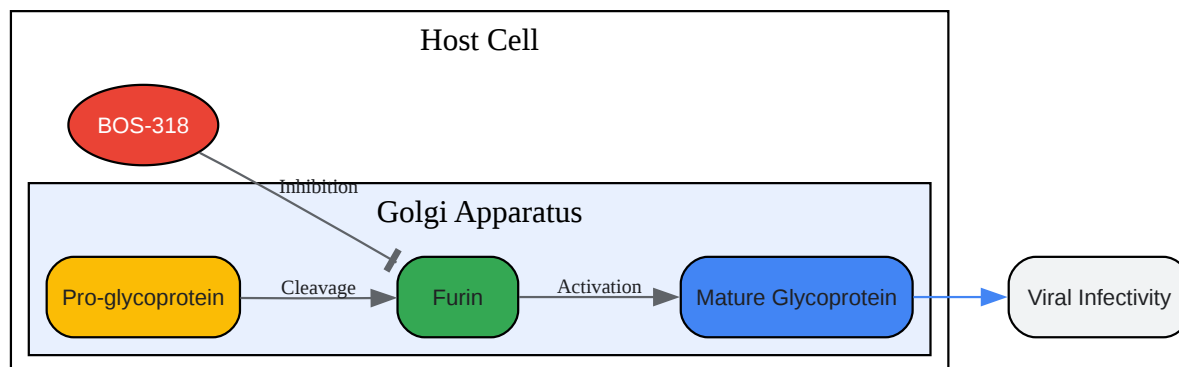 Host Cell
BOS-318
Inhibition
Golgi Apparatus
Pro-glycoprotein
Cleavage
Furin
Activation
Mature Glycoprotein
Viral Infectivity